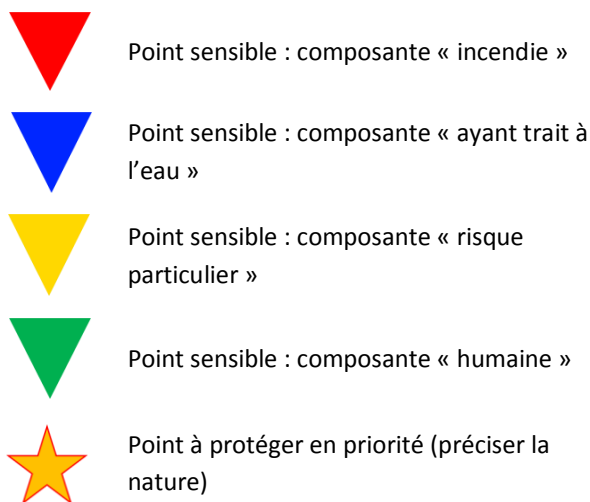 Point sensible : composante « incendie »
Point sensible : composante « ayant trait à
l’eau »
Point sensible : composante « risque
particulier »
Point sensible : composante « humaine »
Point à protéger en priorité (préciser la
nature)